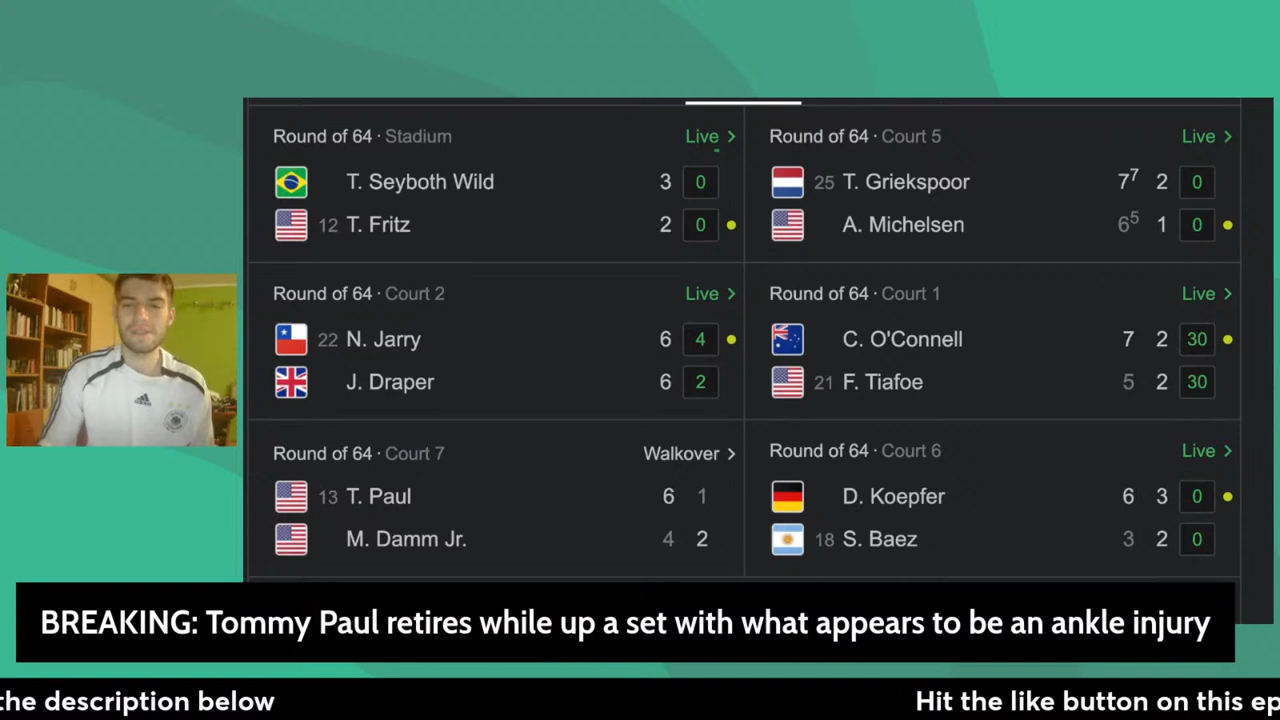 Round of 64 · Stadium
Live >
T. Seyboth Wild 3 0
12 T. Fritz 2 0
Round of 64 · Court 5
Live >
25 T. Griekspoor 7⁷ 2 0
A. Michelsen 6⁵ 1 0
Round of 64 · Court 2
Live >
22 N. Jarry 6 4
J. Draper 6 2
Round of 64 · Court 1
Live >
C. O'Connell 7 2 30
21 F. Tiafoe 5 2 30
Round of 64 · Court 7
Walkover >
13 T. Paul 6 1
M. Damm Jr. 4 2
Round of 64 · Court 6
Live >
D. Koepfer 6 3 0
18 S. Baez 3 2 0
BREAKING: Tommy Paul retires while up a set with what appears to be an ankle injury
the description below
Hit the like button on this ep